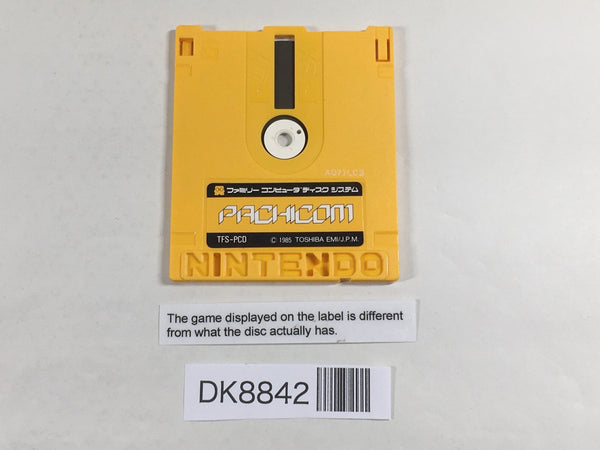 ファミリー コンピュータ ディスク システム
PACHICOM
TFS-PCD © 1985 TOSHIBA EMI/J.P.M.
NINTENDO
The game displayed on the label is different
from what the disc actually has.
DK8842